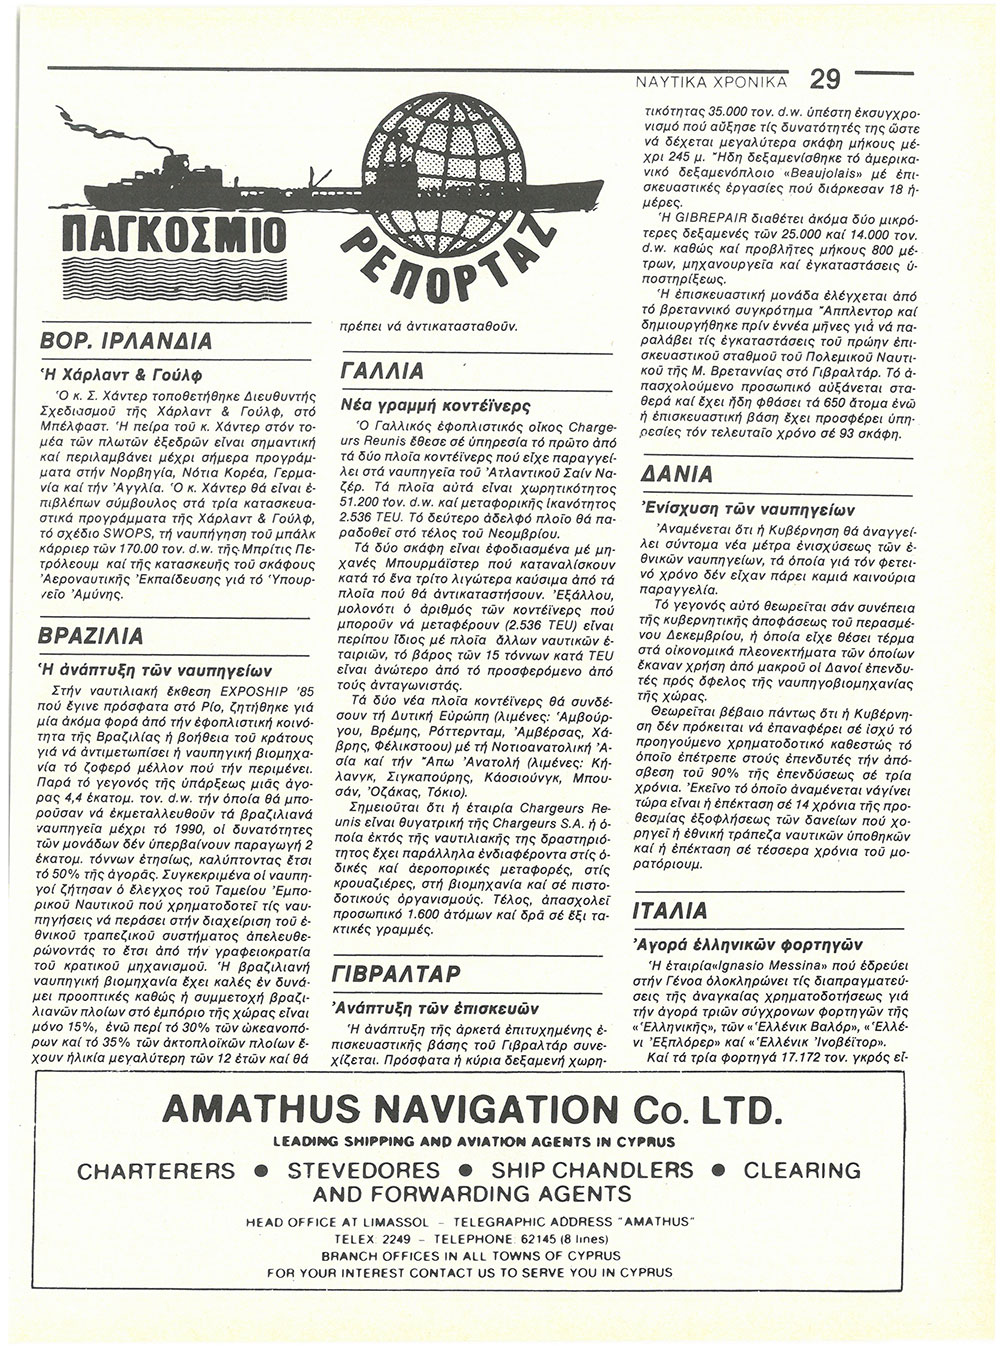 ΝΑΥΤΙΚΑ ΧΡΟΝΙΚΑ 29
ΠΑΓΚΟΣΜΙΟ
ΡΕΠΟΡΤΑΖ
ΒΟΡ. ΙΡΛΑΝΔΙΑ
Ἡ Χάρλαντ & Γούλφ
Ὁ κ. Σ. Χάντερ τοποθετήθηκε Διευθυντής
Σχεδιασμοῦ τῆς Χάρλαντ & Γούλφ, στό
Μπέλφαστ. Ἡ πείρα τοῦ κ. Χάντερ στόν το-
μέα τῶν πλωτῶν ἐξεδρῶν εἶναι σημαντική
καί περιλαμβάνει μέχρι σήμερα προγράμ-
ματα στήν Νορβηγία, Νότια Κορέα, Γερμα-
νία καί τήν Ἀγγλία. Ὁ κ. Χάντερ θά εἶναι ἐ-
πιβλέπων σύμβουλος στά τρία κατασκευα-
στικά προγράμματα τῆς Χάρλαντ & Γούλφ,
τό σχέδιο SWOPS, τή ναυπήγηση τοῦ μπάλκ
κάρριερ τῶν 170.00 τον. d.w. τῆς Μπρίτις Πε-
τρόλεουμ καί τῆς κατασκευῆς τοῦ σκάφους
Ἀεροναυτικῆς Ἐκπαίδευσης γιά τό Ὑπουρ-
γεῖο Ἀμύνης.
ΒΡΑΖΙΛΙΑ
Ἡ ἀνάπτυξη τῶν ναυπηγείων
Στήν ναυτιλιακή ἔκθεση EXPOSHIP '85
πού ἔγινε πρόσφατα στό Ρίο, ζητήθηκε γιά
μία ἀκόμα φορά ἀπό τήν ἐφοπλιστική κοινό-
τητα τῆς Βραζιλίας ἡ βοήθεια τοῦ κράτους
γιά νά ἀντιμετωπίσει ἡ ναυπηγική βιομηχα-
νία τό ζοφερό μέλλον πού τήν περιμένει.
Παρά τό γεγονός τῆς ὑπάρξεως μιᾶς ἀγο-
ρας 4,4 ἑκατομ. τον. d.w. τήν ὁποία θά μπο-
ροῦσαν νά ἐκμεταλλευθοῦν τά βραζιλιανά
ναυπηγεῖα μέχρι τό 1990, οἱ δυνατότητες
τῶν μονάδων δέν ὑπερβαίνουν παραγωγή 2
ἑκατομ. τόννων ἐτησίως, καλύπτοντας ἔτσι
τό 50% τῆς ἀγορᾶς. Συγκεκριμένα οἱ ναυπη-
γοί ζήτησαν ὁ ἔλεγχος τοῦ Ταμείου Ἐμπο-
ρικοῦ Ναυτικοῦ πού χρηματοδοτεῖ τίς ναυ-
πηγήσεις νά περάσει στήν διαχείριση τοῦ ἐ-
θνικοῦ τραπεζικοῦ συστήματος ἀπελευθε-
ρώνοντάς το ἔτσι ἀπό τήν γραφειοκρατία
τοῦ κρατικοῦ μηχανισμοῦ. Ἡ βραζιλιανή
ναυπηγική βιομηχανία ἔχει καλές ἐν δυνά-
μει προοπτικές καθώς ἡ συμμετοχή βραζι-
λιανῶν πλοίων στό ἐμπόριο τῆς χώρας εἶναι
μόνο 15%, ἐνῶ περί τό 30% τῶν ὠκεανοπό-
ρων καί τό 35% τῶν ἀκτοπλοϊκῶν πλοίων ἔ-
χουν ἡλικία μεγαλύτερη τῶν 12 ἐτῶν καί θά
πρέπει νά ἀντικατασταθοῦν.
ΓΑΛΛΙΑ
Νέα γραμμή κοντέϊνερς
Ὁ Γαλλικός ἐφοπλιστικός οἶκος Charge-
urs Reunis ἔθεσε σέ ὑπηρεσία τό πρῶτο ἀπό
τά δύο πλοῖα κοντέϊνερς πού εἶχε παραγγεί-
λει στά ναυπηγεῖα τοῦ Ἀτλαντικοῦ Σαίν Να-
ζέρ. Τά πλοῖα αὐτά εἶναι χωρητικότητος
51.200 τον. d.w. καί μεταφορικῆς ἱκανότητος
2.536 TEU. Τό δεύτερο ἀδελφό πλοῖο θά πα-
ραδοθεῖ στό τέλος τοῦ Νοεμβρίου.
Τά δύο σκάφη εἶναι ἐφοδιασμένα μέ μη-
χανές Μπουρμάϊστερ πού καταναλίσκουν
κατά τό ἕνα τρίτο λιγώτερα καύσιμα ἀπό τά
πλοῖα πού θά ἀντικαταστήσουν. Ἐξάλλου,
μολονότι ὁ ἀριθμός τῶν κοντέϊνερς πού
μποροῦν νά μεταφέρουν (2.536 TEU) εἶναι
περίπου ἴδιος μέ πλοῖα ἄλλων ναυτικῶν ἑ-
ταιριῶν, τό βάρος τῶν 15 τόννων κατά TEU
εἶναι ἀνώτερο ἀπό τό προσφερόμενο ἀπό
τούς ἀνταγωνιστάς.
Τά δύο νέα πλοῖα κοντέϊνερς θά συνδέ-
σουν τή Δυτική Εὐρώπη (λιμένες: Ἀμβούρ-
γου, Βρέμης, Ρόττερνταμ, Ἀμβέρσας, Χά-
βρης, Φέλικστοου) μέ τή Νοτιοανατολική Ἀ-
σία καί τήν Ἄπω Ἀνατολή (λιμένες: Κή-
λανγκ, Σιγκαπούρης, Κάοσιούνγκ, Μπου-
σάν, Ὀζάκας, Τόκιο).
Σημειοῦται ὅτι ἡ ἑταιρία Chargeurs Re-
unis εἶναι θυγατρική τῆς Chargeurs S.A. ἡ ὁ-
ποία ἐκτός τῆς ναυτιλιακῆς της δραστηριό-
τητος ἔχει παράλληλα ἐνδιαφέροντα στίς ὁ-
δικές καί ἀεροπορικές μεταφορές, στίς
κρουαζιέρες, στή βιομηχανία καί σέ πιστο-
δοτικούς ὀργανισμούς. Τέλος, ἀπασχολεῖ
προσωπικό 1.600 ἀτόμων καί δρᾶ σέ ἕξι τα-
κτικές γραμμές.
ΓΙΒΡΑΛΤΑΡ
Ἀνάπτυξη τῶν ἐπισκευῶν
Ἡ ἀνάπτυξη τῆς ἀρκετά ἐπιτυχημένης ἐ-
πισκευαστικῆς βάσης τοῦ Γιβραλτάρ συνε-
χίζεται. Πρόσφατα ἡ κύρια δεξαμενή χωρη-
τικότητας 35.000 τον. d.w. ὑπέστη ἐκσυγχρο-
νισμό πού αὔξησε τίς δυνατότητές της ὥστε
νά δέχεται μεγαλύτερα σκάφη μήκους μέ-
χρι 245 μ. Ἤδη δεξαμενίσθηκε τό ἀμερικα-
νικό δεξαμενόπλοιο «Beaujolais» μέ ἐπι-
σκευαστικές ἐργασίες πού διάρκεσαν 18 ἡ-
μέρες.
Ἡ GIBREPAIR διαθέτει ἀκόμα δύο μικρό-
τερες δεξαμενές τῶν 25.000 καί 14.000 τον.
d.w. καθώς καί προβλῆτες μήκους 800 μέ-
τρων, μηχανουργεῖα καί ἐγκαταστάσεις ὑ-
ποστηρίξεως.
Ἡ ἐπισκευαστική μονάδα ἐλέγχεται ἀπό
τό βρεταννικό συγκρότημα Ἄππλεντορ καί
δημιουργήθηκε πρίν ἐννέα μῆνες γιά νά πα-
ραλάβει τίς ἐγκαταστάσεις τοῦ πρώην ἐπι-
σκευαστικοῦ σταθμοῦ τοῦ Πολεμικοῦ Ναυτι-
κοῦ τῆς Μ. Βρεταννίας στό Γιβραλτάρ. Τό ἀ-
πασχολούμενο προσωπικό αὐξάνεται στα-
θερά καί ἔχει ἤδη φθάσει τά 650 ἄτομα ἐνῶ
ἡ ἐπισκευαστική βάση ἔχει προσφέρει ὑπη-
ρεσίες τόν τελευταῖο χρόνο σέ 93 σκάφη.
ΔΑΝΙΑ
Ἐνίσχυση τῶν ναυπηγείων
Ἀναμένεται ὅτι ἡ Κυβέρνηση θά ἀναγγεί-
λει σύντομα νέα μέτρα ἐνισχύσεως τῶν ἐ-
θνικῶν ναυπηγείων, τά ὁποία γιά τόν φετει-
νό χρόνο δέν εἶχαν πάρει καμιά καινούρια
παραγγελία.
Τό γεγονός αὐτό θεωρεῖται σάν συνέπεια
τῆς κυβερνητικῆς ἀποφάσεως τοῦ περασμέ-
νου Δεκεμβρίου, ἡ ὁποία εἶχε θέσει τέρμα
στά οἰκονομικά πλεονεκτήματα τῶν ὁποίων
ἔκαναν χρήση ἀπό μακροῦ οἱ Δανοί ἐπενδυ-
τές πρός ὄφελος τῆς ναυπηγοβιομηχανίας
τῆς χώρας.
Θεωρεῖται βέβαιο πάντως ὅτι ἡ Κυβέρνη-
ση δέν πρόκειται νά ἐπαναφέρει σέ ἰσχύ τό
προηγούμενο χρηματοδοτικό καθεστώς τό
ὁποῖο ἐπέτρεπε στούς ἐπενδυτές τήν ἀπό-
σβεση τοῦ 90% τῆς ἐπενδύσεως σέ τρία
χρόνια. Ἐκεῖνο τό ὁποῖο ἀναμένεται νάγίνει
τώρα εἶναι ἡ ἐπέκταση σέ 14 χρόνια τῆς προ-
θεσμίας ἐξοφλήσεως τῶν δανείων πού χο-
ρηγεῖ ἡ ἐθνική τράπεζα ναυτικῶν ὑποθηκῶν
καί ἡ ἐπέκταση σέ τέσσερα χρόνια τοῦ μο-
ρατόριουμ.
ΙΤΑΛΙΑ
Ἀγορά ἑλληνικῶν φορτηγῶν
Ἡ ἑταιρία«Ignasio Messina» πού ἑδρεύει
στήν Γένοα ὁλοκληρώνει τίς διαπραγματεύ-
σεις τῆς ἀναγκαίας χρηματοδοτήσεως γιά
τήν ἀγορά τριῶν σύγχρονων φορτηγῶν τῆς
«Ἑλληνικῆς», τῶν «Ἑλλένικ Βαλόρ», «Ἑλλέ-
νι Ἐξπλόρερ» καί «Ἑλλένικ Ἰνοβέϊτορ».
Καί τά τρία φορτηγά 17.172 τον. γκρός εἶ-
AMATHUS NAVIGATION Co. LTD.
LEADING SHIPPING AND AVIATION AGENTS IN CYPRUS
CHARTERERS ● STEVEDORES ● SHIP CHANDLERS ● CLEARING
AND FORWARDING AGENTS
HEAD OFFICE AT LIMASSOL – TELEGRAPHIC ADDRESS "AMATHUS"
TELEX 2249 – TELEPHONE 62145 (8 lines)
BRANCH OFFICES IN ALL TOWNS OF CYPRUS
FOR YOUR INTEREST CONTACT US TO SERVE YOU IN CYPRUS